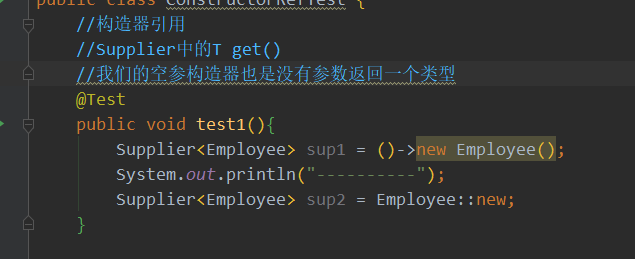 public class ConstructorRefTest {
//构造器引用
//Supplier中的T get()
//我们的空参构造器也是没有参数返回一个类型
@Test
public void test1(){
Supplier<Employee> sup1 = ()->new Employee();
System.out.println("----------");
Supplier<Employee> sup2 = Employee::new;
}